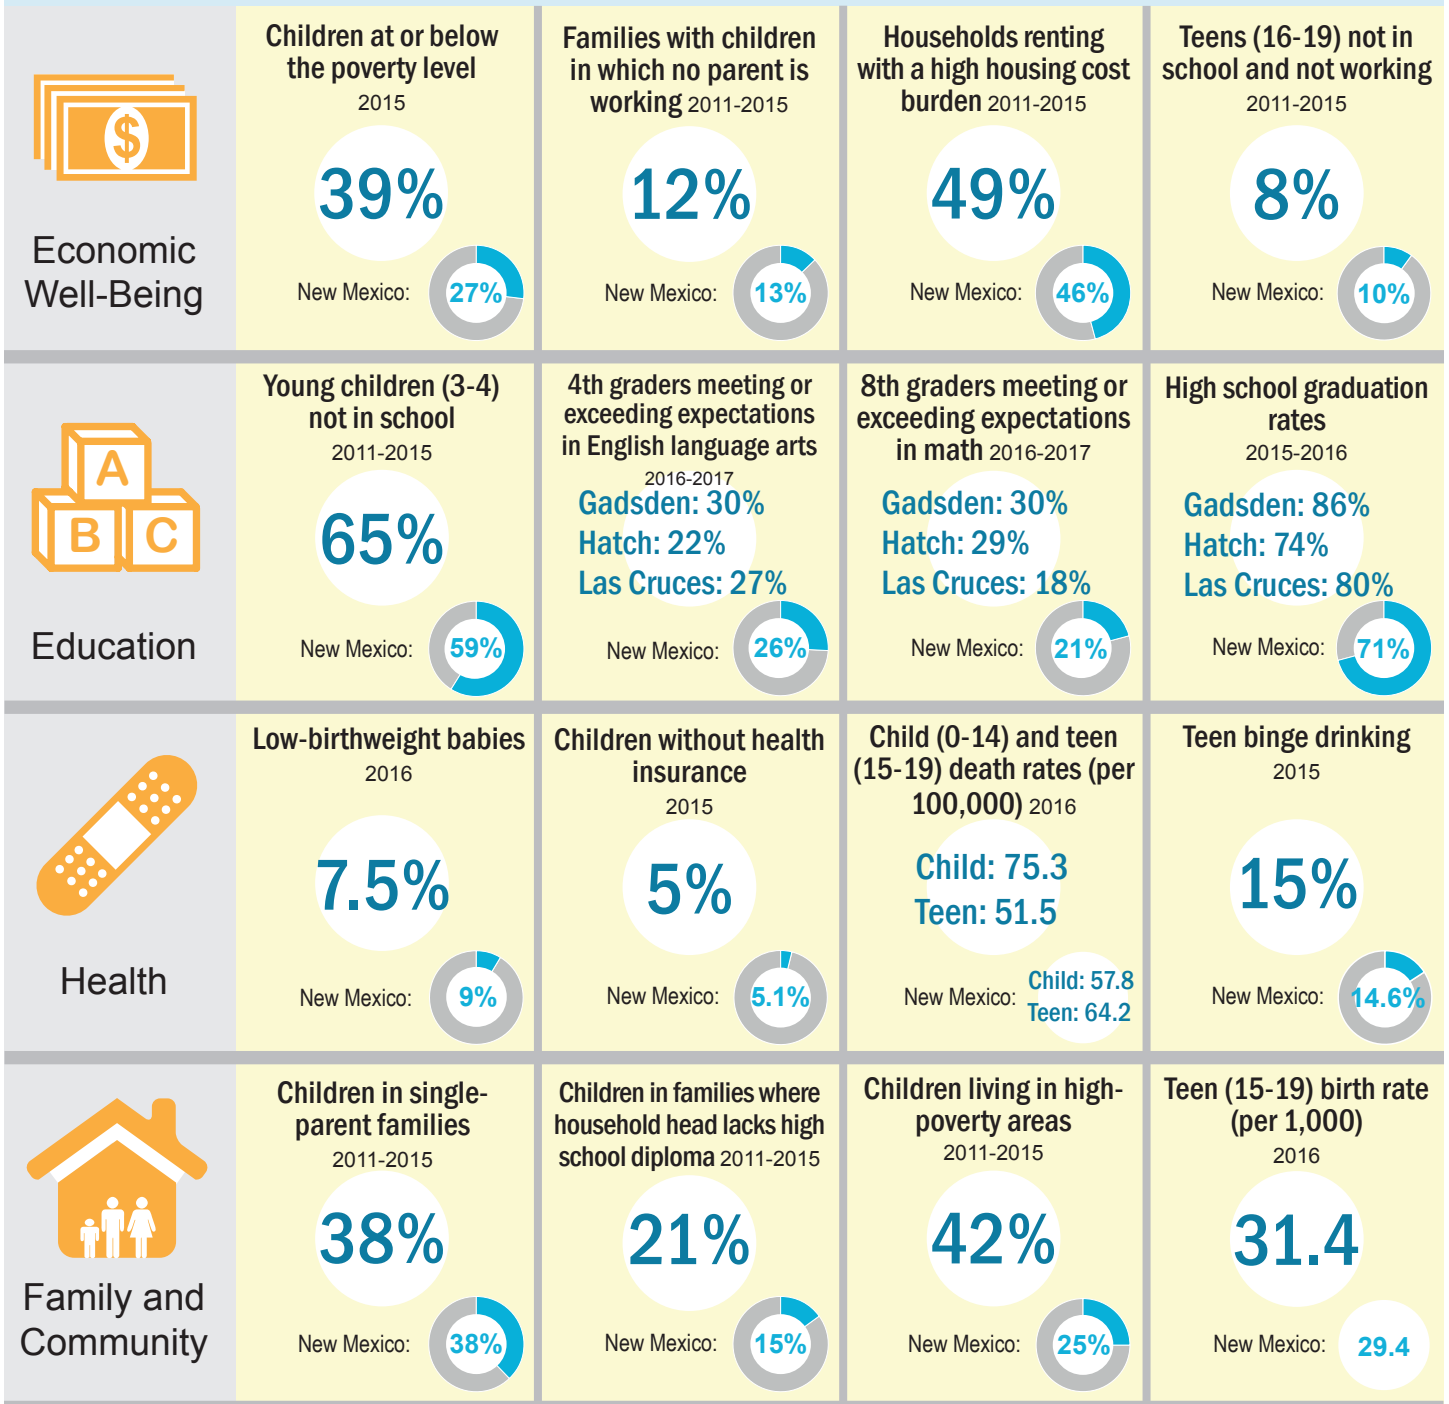 $
Economic
Well-Being
Children at or below
the poverty level
2015
39%
New Mexico:
27%
Families with children
in which no parent is
working 2011-2015
12%
New Mexico:
13%
Households renting
with a high housing cost
burden 2011-2015
49%
New Mexico:
46%
Teens (16-19) not in
school and not working
2011-2015
8%
New Mexico:
10%
A
B C
Education
Young children (3-4)
not in school
2011-2015
65%
New Mexico:
59%
4th graders meeting or
exceeding expectations
in English language arts
2016-2017
Gadsden: 30%
Hatch: 22%
Las Cruces: 27%
New Mexico:
26%
8th graders meeting or
exceeding expectations
in math 2016-2017
Gadsden: 30%
Hatch: 29%
Las Cruces: 18%
New Mexico:
21%
High school graduation
rates
2015-2016
Gadsden: 86%
Hatch: 74%
Las Cruces: 80%
New Mexico:
71%
Health
Low-birthweight babies
2016
7.5%
New Mexico:
9%
Children without health
insurance
2015
5%
New Mexico:
5.1%
Child (0-14) and teen
(15-19) death rates (per
100,000) 2016
Child: 75.3
Teen: 51.5
New Mexico:
Child: 57.8
Teen: 64.2
Teen binge drinking
2015
15%
New Mexico:
14.6%
Family and
Community
Children in single-
parent families
2011-2015
38%
New Mexico:
38%
Children in families where
household head lacks high
school diploma 2011-2015
21%
New Mexico:
15%
Children living in high-
poverty areas
2011-2015
42%
New Mexico:
25%
Teen (15-19) birth rate
(per 1,000)
2016
31.4
New Mexico:
29.4